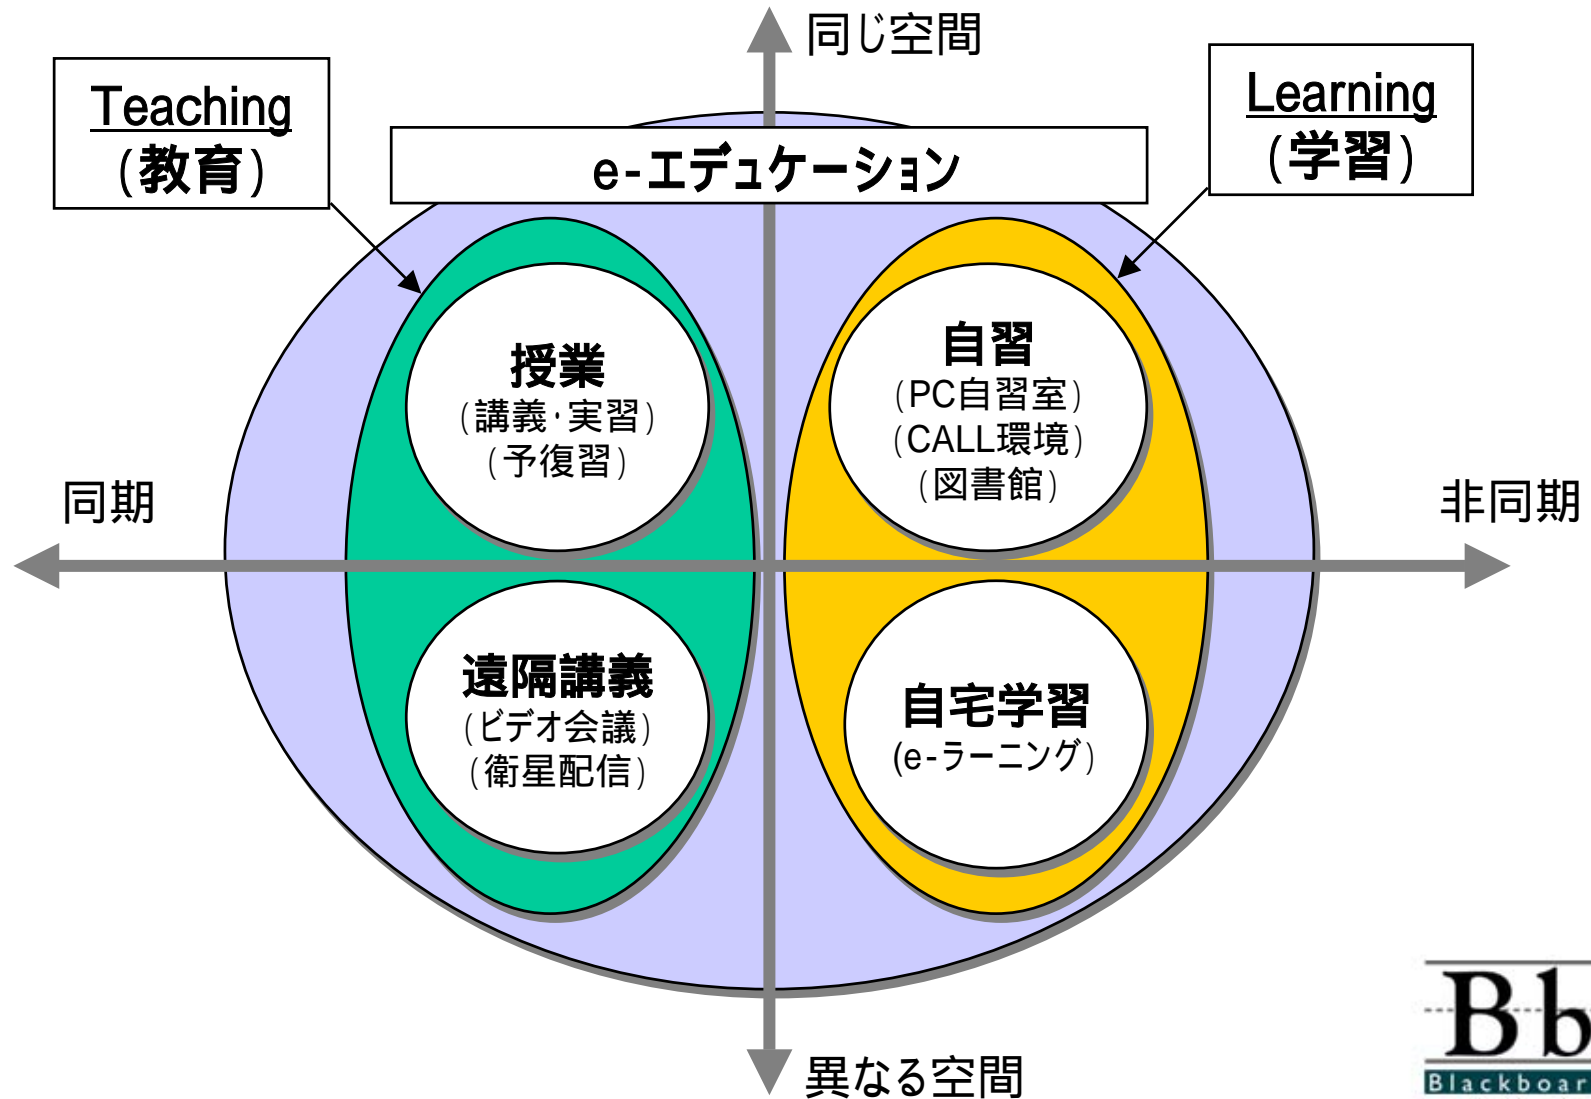 同じ空間
Teaching
(教育)
Learning
(学習)
e-エデュケーション
授業
(講義・実習)
(予復習)
自習
(PC自習室)
(CALL環境)
(図書館)
同期
非同期
遠隔講義
(ビデオ会議)
(衛星配信)
自宅学習
(e-ラーニング)
異なる空間
Bb
Blackboar